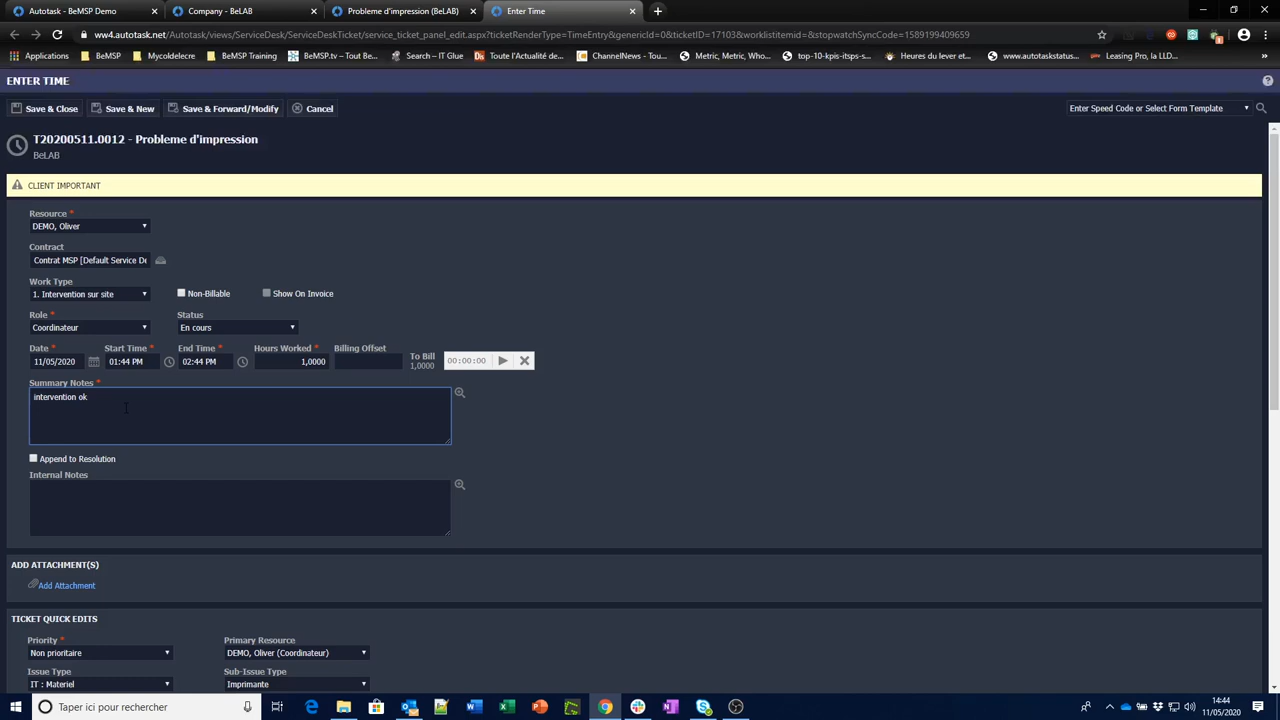 Autotask - BeMSP Demo
Company - BeLAB
Probleme d'impression (BeLAB)
Enter Time
ww4.autotask.net/Autotask/views/ServiceDesk/ServiceDeskTicket/service_ticket_panel_edit.aspx?ticketRenderType=TimeEntry&genericId=0&ticketID=17103&worklistitemid=&stopwatchSyncCode=1589199409659
Applications BeMSP Mycoldelecre BeMSP Training BeMSP.tv – Tout Be... Search – IT Glue Toute l'Actualité de... ChannelNews - Tou... Metric, Metric, Who... top-10-kpis-itsps-s... Heures du lever et... www.autotaskstatus... Leasing Pro, la LLD...
ENTER TIME
Save & Close Save & New Save & Forward/Modify Cancel
Enter Speed Code or Select Form Template
T20200511.0012 - Probleme d'impression
BeLAB
CLIENT IMPORTANT
Resource *
DEMO, Oliver
Contract
Contrat MSP [Default Service De
Work Type
1. Intervention sur site
Non-Billable
Show On Invoice
Role * Status
Coordinateur En cours
Date * Start Time * End Time * Hours Worked * Billing Offset To Bill
11/05/2020 01:44 PM 02:44 PM 1,0000 1,0000 00:00:00
Summary Notes *
intervention ok
Append to Resolution
Internal Notes
ADD ATTACHMENT(S)
Add Attachment
TICKET QUICK EDITS
Priority * Primary Resource
Non prioritaire DEMO, Oliver (Coordinateur)
Issue Type Sub-Issue Type
IT : Materiel Imprimante
Taper ici pour rechercher
14:44
11/05/2020